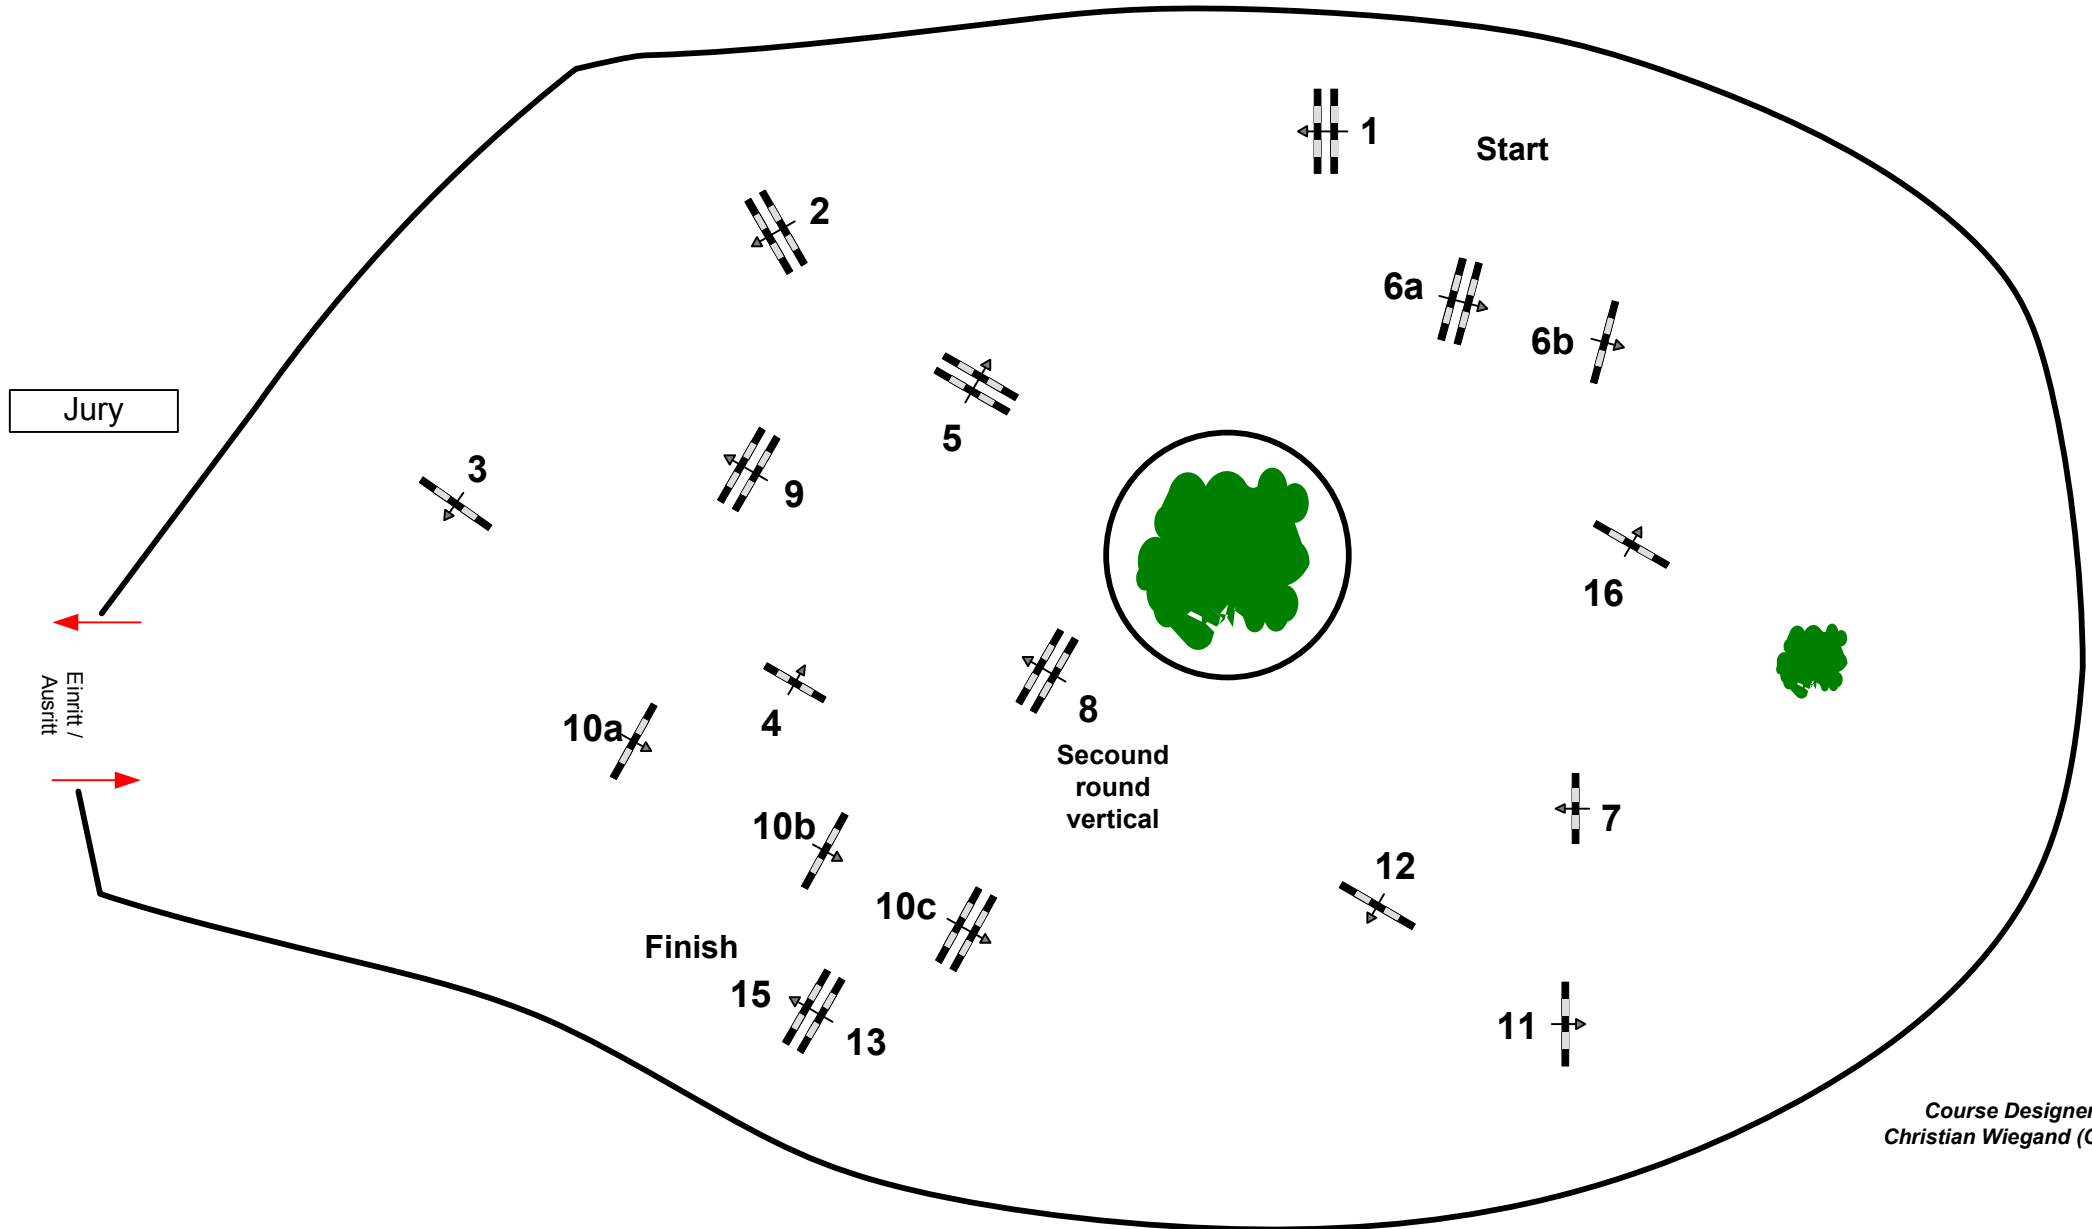 1
Start
2
6a
6b
Jury
5
3
9
16
Einritt /
Ausritt
4
8
10a
Secound
round
vertical
7
10b
12
10c
Finish
15
13
11
Course Designer
Christian Wiegand (